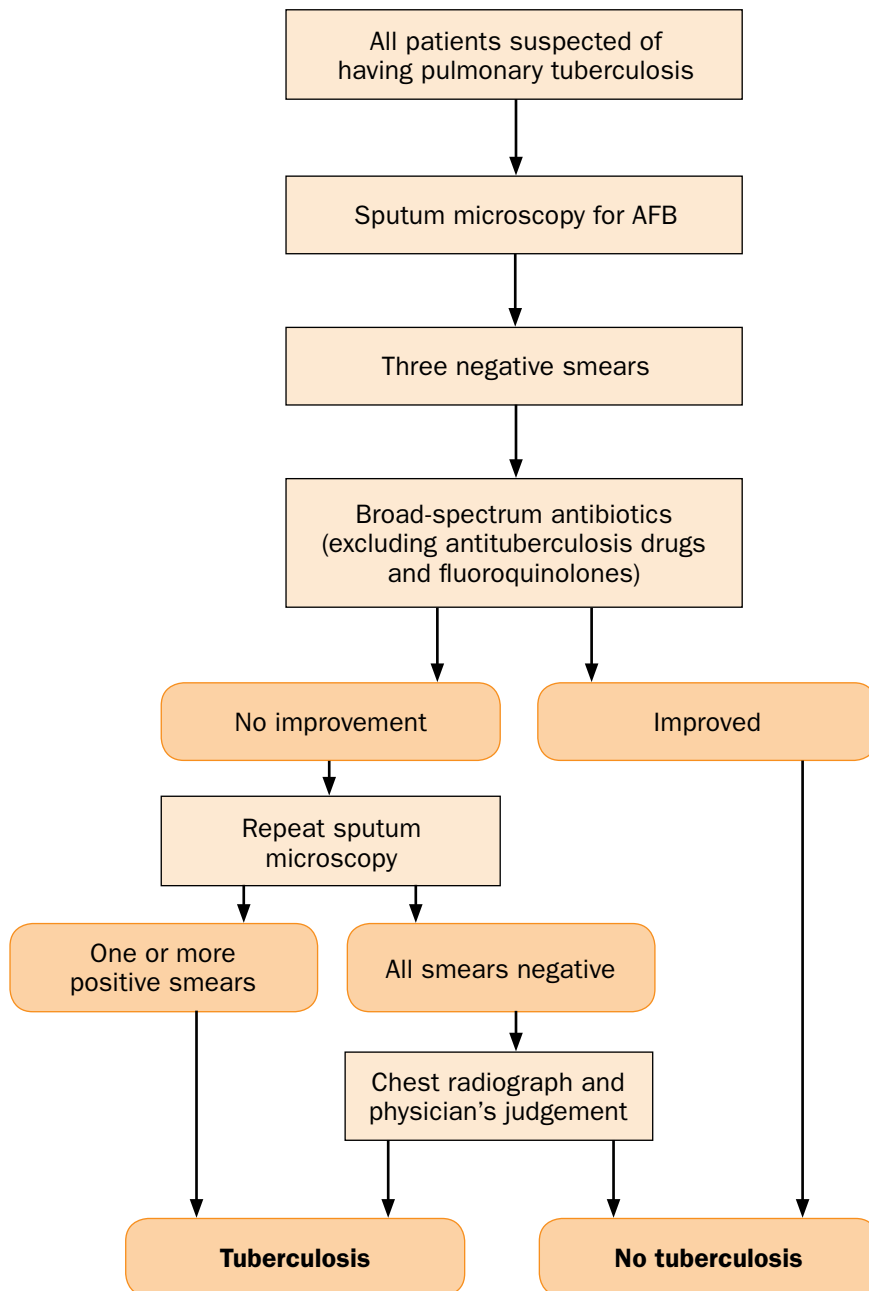 All patients suspected of
having pulmonary tuberculosis
Sputum microscopy for AFB
Three negative smears
Broad-spectrum antibiotics
(excluding antituberculosis drugs
and fluoroquinolones)
No improvement
Improved
Repeat sputum
microscopy
One or more
positive smears
All smears negative
Chest radiograph and
physician’s judgement
Tuberculosis
No tuberculosis